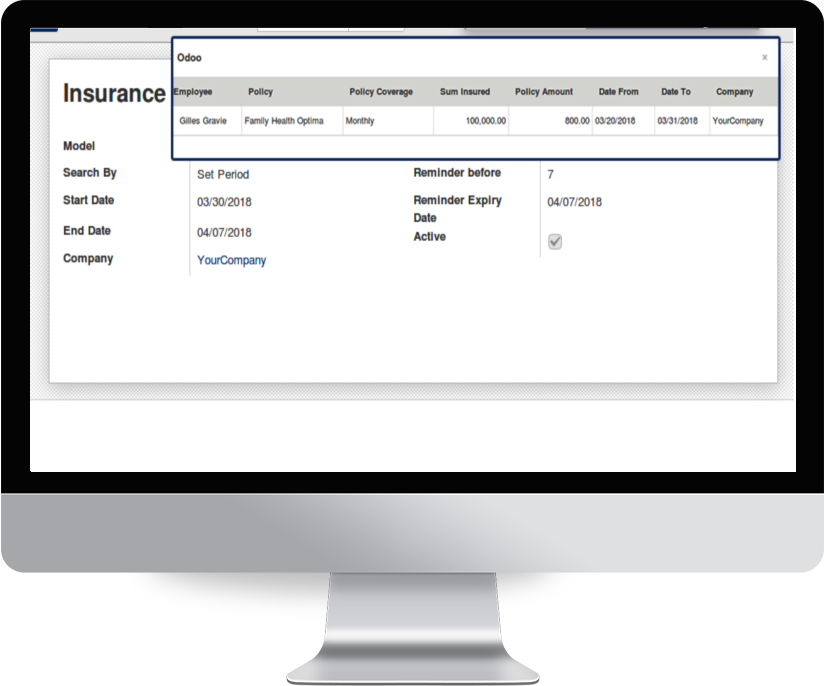 Odoo x
Insurance
Employee Policy Policy Coverage Sum Insured Policy Amount Date From Date To Company
Gilles Gravie Family Health Optima Monthly 100,000.00 800.00 03/20/2018 03/31/2018 YourCompany
Model
Search By Set Period Reminder before 7
Start Date 03/30/2018 Reminder Expiry Date 04/07/2018
End Date 04/07/2018 Active
Company YourCompany